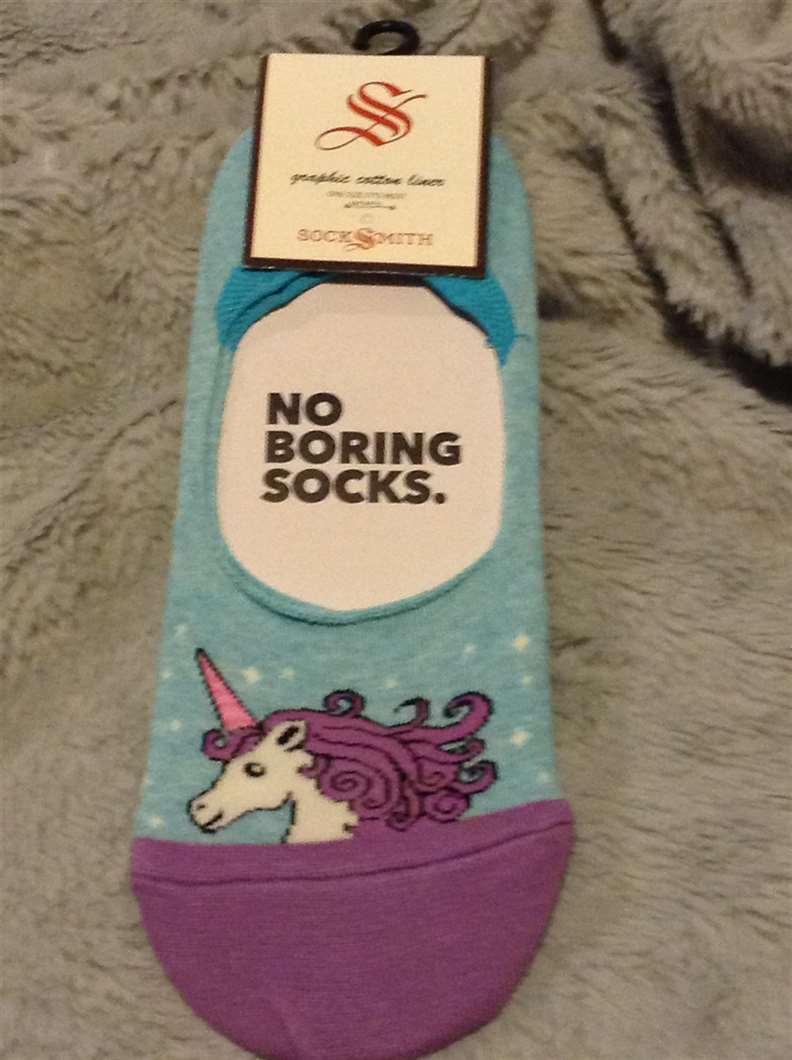 S
graphic cotton liner
SOCKSMITH
NO
BORING
SOCKS.